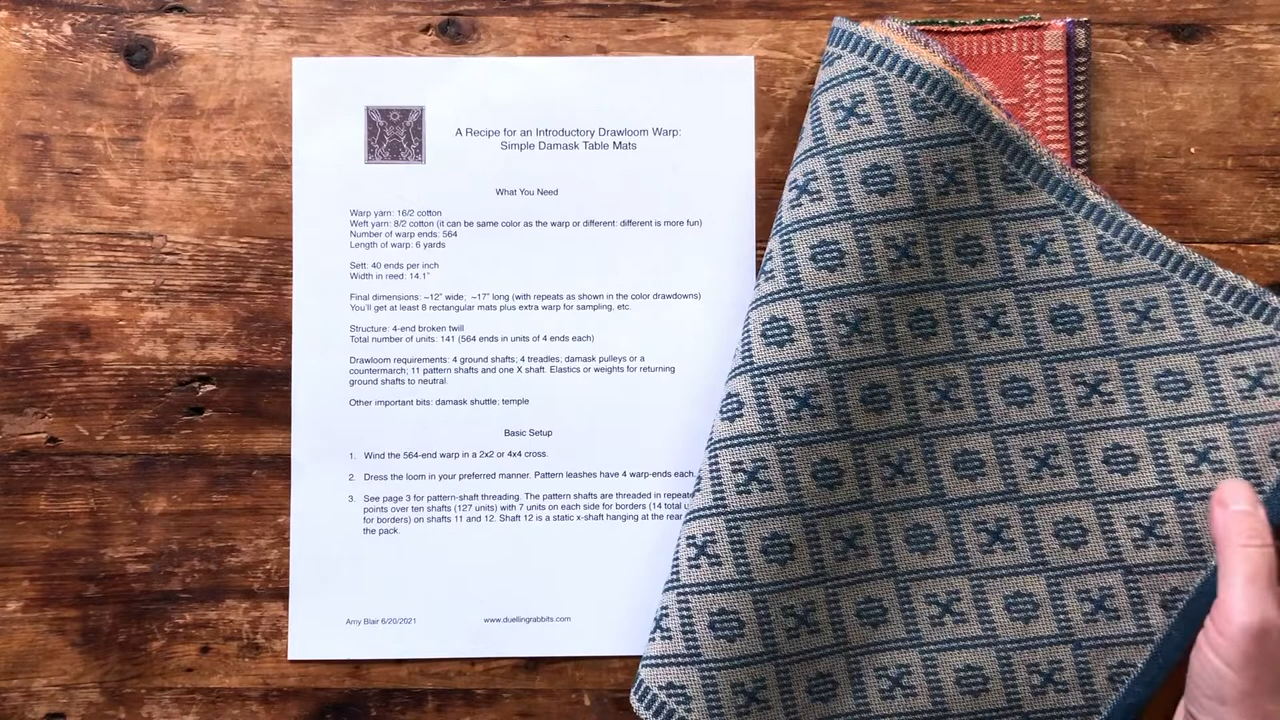 A Recipe for an Introductory Drawloom Warp:
Simple Damask Table Mats
What You Need
Warp yarn: 16/2 cotton
Weft yarn: 8/2 cotton (it can be same color as the warp or different: different is more fun)
Number of warp ends: 564
Length of warp: 6 yards
Sett: 40 ends per inch
Width in reed: 14.1"
Final dimensions: ~12" wide; ~17" long (with repeats as shown in the color drawdowns)
You'll get at least 8 rectangular mats plus extra warp for sampling, etc.
Structure: 4-end broken twill
Total number of units: 141 (564 ends in units of 4 ends each)
Drawloom requirements: 4 ground shafts; 4 treadles; damask pulleys or a
countermarch; 11 pattern shafts and one X shaft. Elastics or weights for returning
ground shafts to neutral.
Other important bits: damask shuttle; temple
Basic Setup
1. Wind the 564-end warp in a 2x2 or 4x4 cross.
2. Dress the loom in your preferred manner. Pattern leashes have 4 warp-ends each.
3. See page 3 for pattern-shaft threading. The pattern shafts are threaded in repeate
points over ten shafts (127 units) with 7 units on each side for borders (14 total u
for borders) on shafts 11 and 12. Shaft 12 is a static x-shaft hanging at the rear
the pack.
Amy Blair 6/20/2021
www.duellingrabbits.com